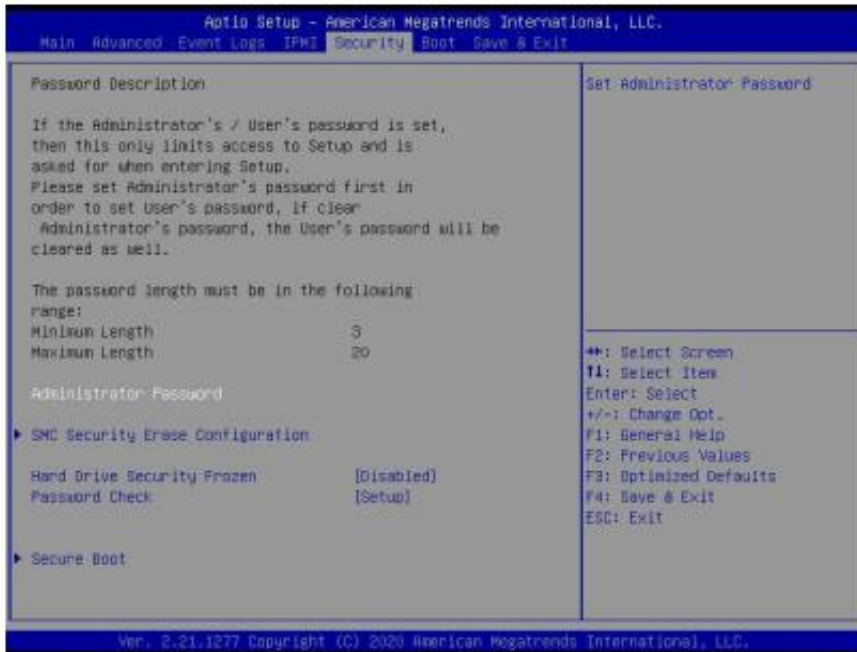 Aptio Setup - American Megatrends International, LLC.
Main Advanced Event Logs IPMI Security Boot Save & Exit
Password Description
If the Administrator's / User's password is set,
then this only limits access to Setup and is
asked for when entering Setup.
Please set Administrator's password first in
order to set User's password, if clear
Administrator's password, the User's password will be
cleared as well.
The password length must be in the following
range:
Minimum Length 3
Maximum Length 20
Administrator Password
▶ SMC Security Erase Configuration
Hard Drive Security Frozen [Disabled]
Password Check [Setup]
▶ Secure Boot
Set Administrator Password
↔: Select Screen
↑↓: Select Item
Enter: Select
+/-: Change Opt.
F1: General Help
F2: Previous Values
F3: Optimized Defaults
F4: Save & Exit
ESC: Exit
Ver. 2.21.1277 Copyright (C) 2020 American Megatrends International, LLC.